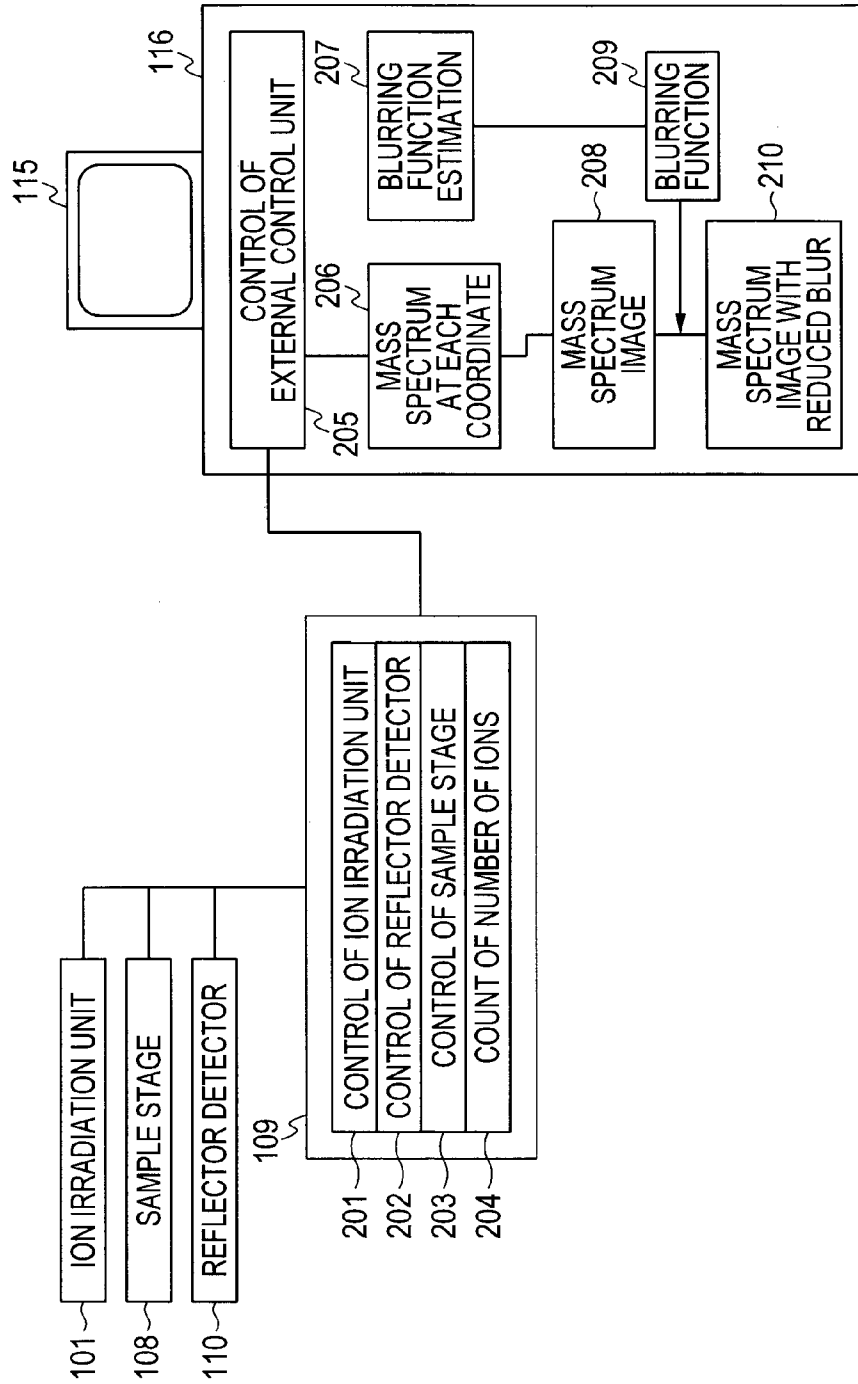 101
ION IRRADIATION UNIT
108
SAMPLE STAGE
110
REFLECTOR DETECTOR
109
201
CONTROL OF ION IRRADIATION UNIT
202
CONTROL OF REFLECTOR DETECTOR
203
CONTROL OF SAMPLE STAGE
204
COUNT OF NUMBER OF IONS
115
116
CONTROL OF
EXTERNAL CONTROL UNIT
205
206
MASS
SPECTRUM
AT EACH
COORDINATE
207
BLURRING
FUNCTION
ESTIMATION
208
MASS
SPECTRUM
IMAGE
209
BLURRING
FUNCTION
210
MASS
SPECTRUM
IMAGE WITH
REDUCED BLUR